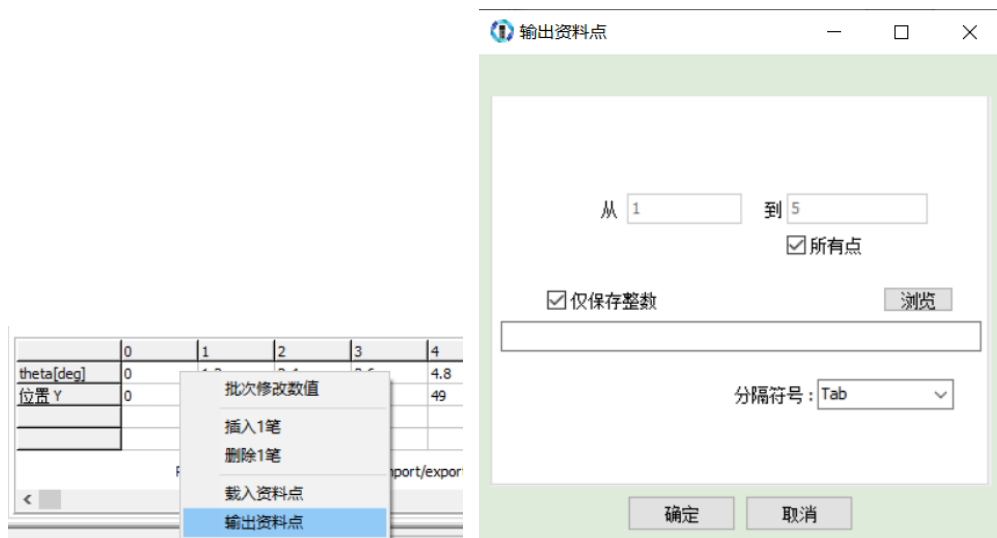 输出资料点
从 1 到 5
所有点
仅保存整数 浏览
分隔符号 : Tab
确定 取消
0 1 2 3 4
theta[deg] 0 4.8
位置 Y 0 49
批次修改数值
插入1笔
删除1笔
载入资料点
输出资料点
port/expor